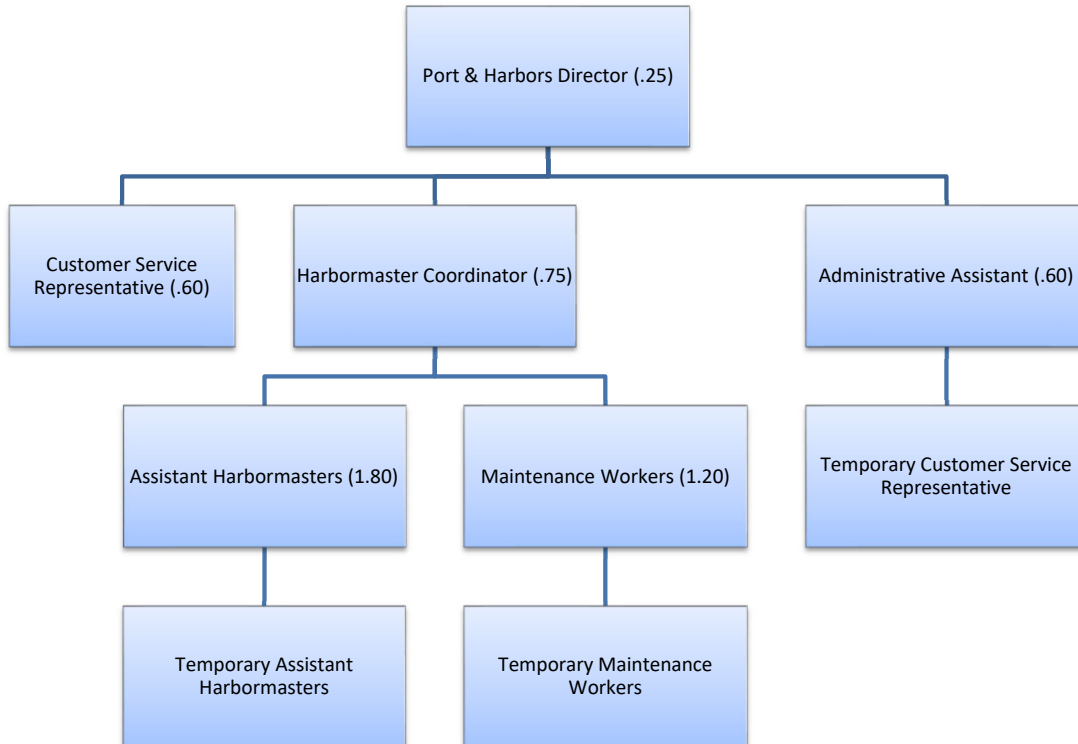 Port & Harbors Director (.25)
Customer Service
Representative (.60)
Harbormaster Coordinator (.75)
Administrative Assistant (.60)
Assistant Harbormasters (1.80)
Maintenance Workers (1.20)
Temporary Customer Service
Representative
Temporary Assistant
Harbormasters
Temporary Maintenance
Workers